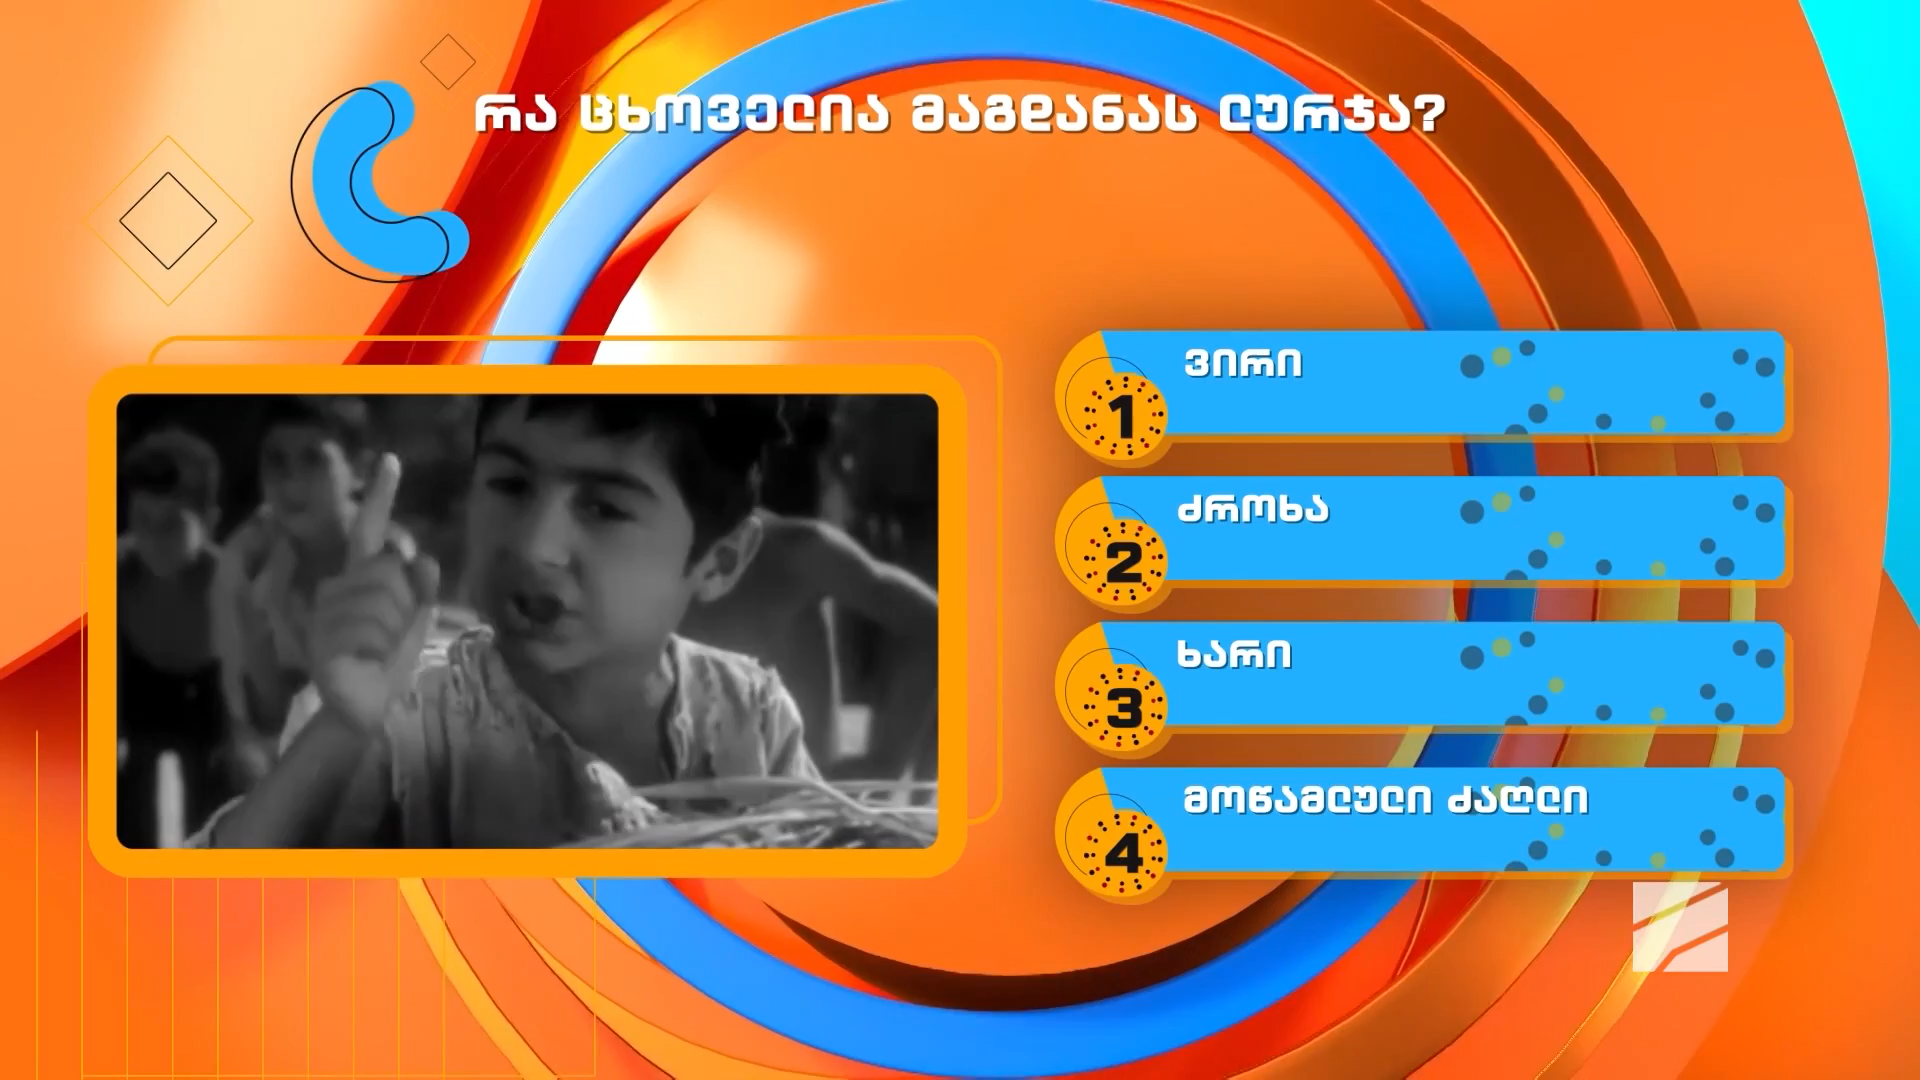 რა ცხოველია მაგდანას ლურჯა?
1
ვირი
2
ძროხა
3
ხარი
4
მოწამლული ძაღლი